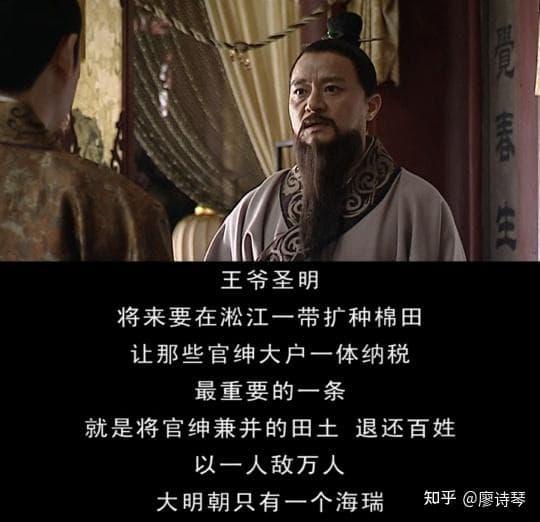 覺春生
王爷圣明
将来要在淞江一带扩种棉田
让那些官绅大户一体纳税
最重要的一条
就是将官绅兼并的田土 退还百姓
以一人敌万人
大明朝只有一个海瑞
知乎 @廖诗琴